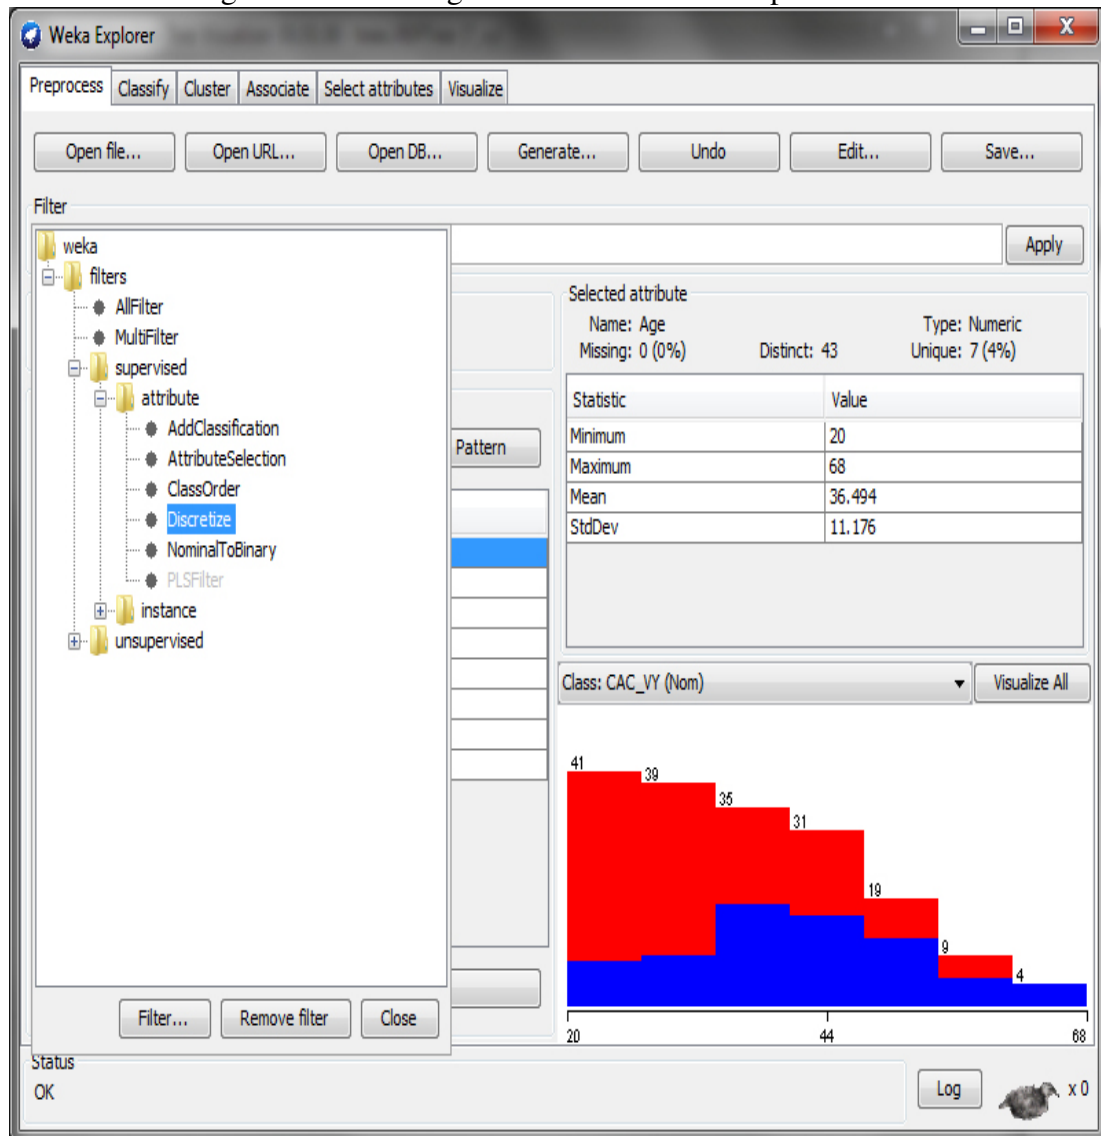 Weka Explorer
Preprocess Classify Cluster Associate Select attributes Visualize
Open file... Open URL... Open DB... Generate... Undo Edit... Save...
Filter
weka
filters
AllFilter
MultiFilter
supervised
attribute
AddClassification
AttributeSelection
ClassOrder
Discretize
NominalToBinary
PLSFilter
instance
unsupervised
Filter... Remove filter Close
Apply
Pattern
Selected attribute
Name: Age Type: Numeric
Missing: 0 (0%) Distinct: 43 Unique: 7 (4%)
Statistic Value
Minimum 20
Maximum 68
Mean 36.494
StdDev 11.176
Class: CAC_VY (Nom) Visualize All
41
39
35
31
19
9
4
20 44 68
Status
OK
Log x 0